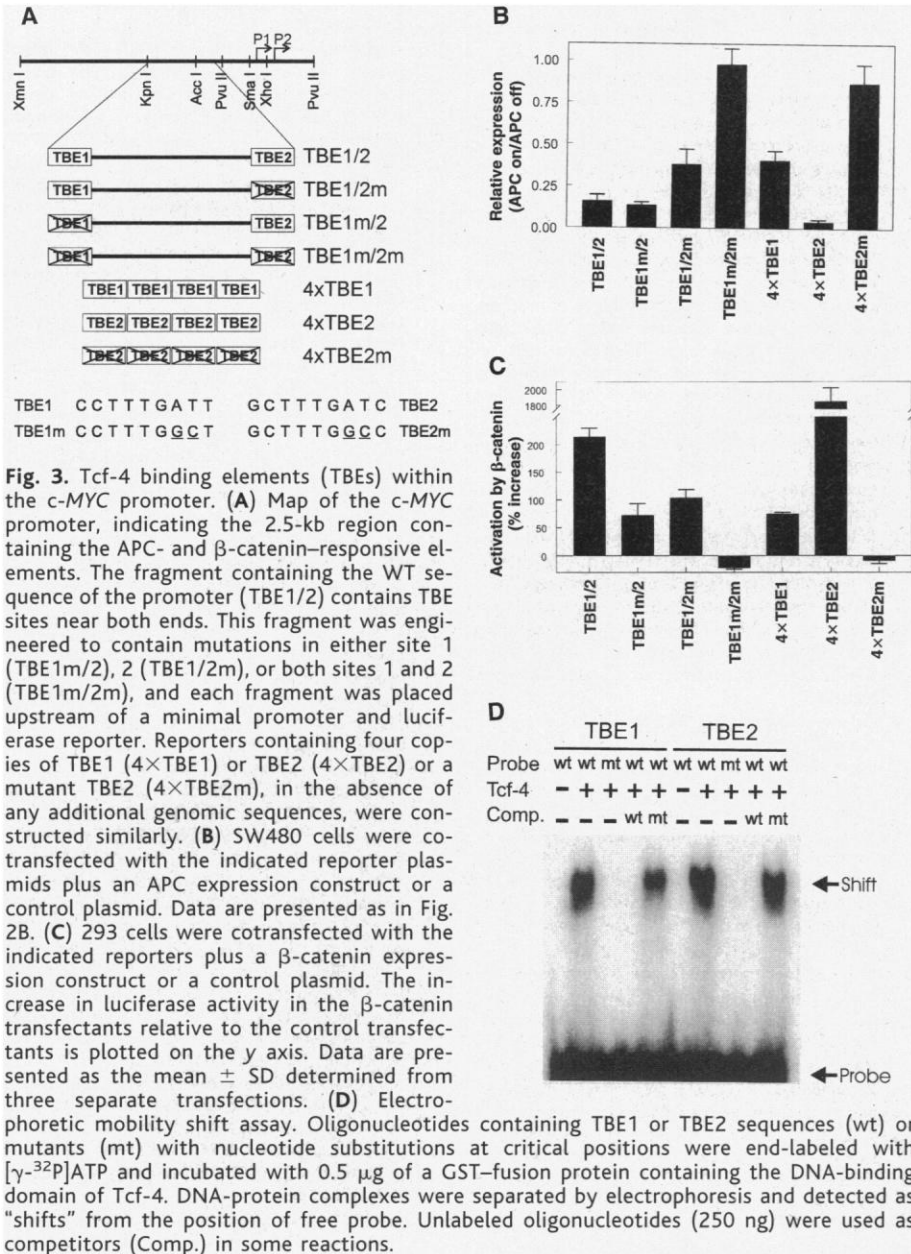 A
P1 P2
Xmn I
Kpn I
Acc I
Pvu II
Sma I
Xho I
Pvu II
TBE1 TBE2 TBE1/2
TBE1 TBE2 TBE1/2m
TBE1 TBE2 TBE1m/2
TBE1 TBE2 TBE1m/2m
TBE1 TBE1 TBE1 TBE1 4xTBE1
TBE2 TBE2 TBE2 TBE2 4xTBE2
TBE2 TBE2 TBE2 TBE2 4xTBE2m
TBE1 C C T T T G A T T G C T T T G A T C TBE2
TBE1m C C T T T G G C T G C T T T G G C C TBE2m
Fig. 3. Tcf-4 binding elements (TBEs) within
the c-MYC promoter. (A) Map of the c-MYC
promoter, indicating the 2.5-kb region con-
taining the APC- and β-catenin–responsive el-
ements. The fragment containing the WT se-
quence of the promoter (TBE1/2) contains TBE
sites near both ends. This fragment was engi-
neered to contain mutations in either site 1
(TBE1m/2), 2 (TBE1/2m), or both sites 1 and 2
(TBE1m/2m), and each fragment was placed
upstream of a minimal promoter and lucif-
erase reporter. Reporters containing four cop-
ies of TBE1 (4×TBE1) or TBE2 (4×TBE2) or a
mutant TBE2 (4×TBE2m), in the absence of
any additional genomic sequences, were con-
structed similarly. (B) SW480 cells were co-
transfected with the indicated reporter plas-
mids plus an APC expression construct or a
control plasmid. Data are presented as in Fig.
2B. (C) 293 cells were cotransfected with the
indicated reporters plus a β-catenin expres-
sion construct or a control plasmid. The in-
crease in luciferase activity in the β-catenin
transfectants relative to the control transfec-
tants is plotted on the y axis. Data are pre-
sented as the mean ± SD determined from
three separate transfections. (D) Electro-
phoretic mobility shift assay. Oligonucleotides containing TBE1 or TBE2 sequences (wt) or
mutants (mt) with nucleotide substitutions at critical positions were end-labeled with
[γ-³²P]ATP and incubated with 0.5 μg of a GST–fusion protein containing the DNA-binding
domain of Tcf-4. DNA-protein complexes were separated by electrophoresis and detected as
"shifts" from the position of free probe. Unlabeled oligonucleotides (250 ng) were used as
competitors (Comp.) in some reactions.
B
Relative expression
(APC on/APC off)
1.00
0.75
0.50
0.25
0.00
TBE1/2
TBE1m/2
TBE1/2m
TBE1m/2m
4×TBE1
4×TBE2
4×TBE2m
C
Activation by β-catenin
(% increase)
2000
1800
200
150
100
50
0
TBE1/2
TBE1m/2
TBE1/2m
TBE1m/2m
4×TBE1
4×TBE2
4×TBE2m
D
TBE1 TBE2
Probe wt wt mt wt wt wt wt mt wt wt
Tcf-4 – + + + + – + + + +
Comp. – – – wt mt – – – wt mt
Shift
Probe